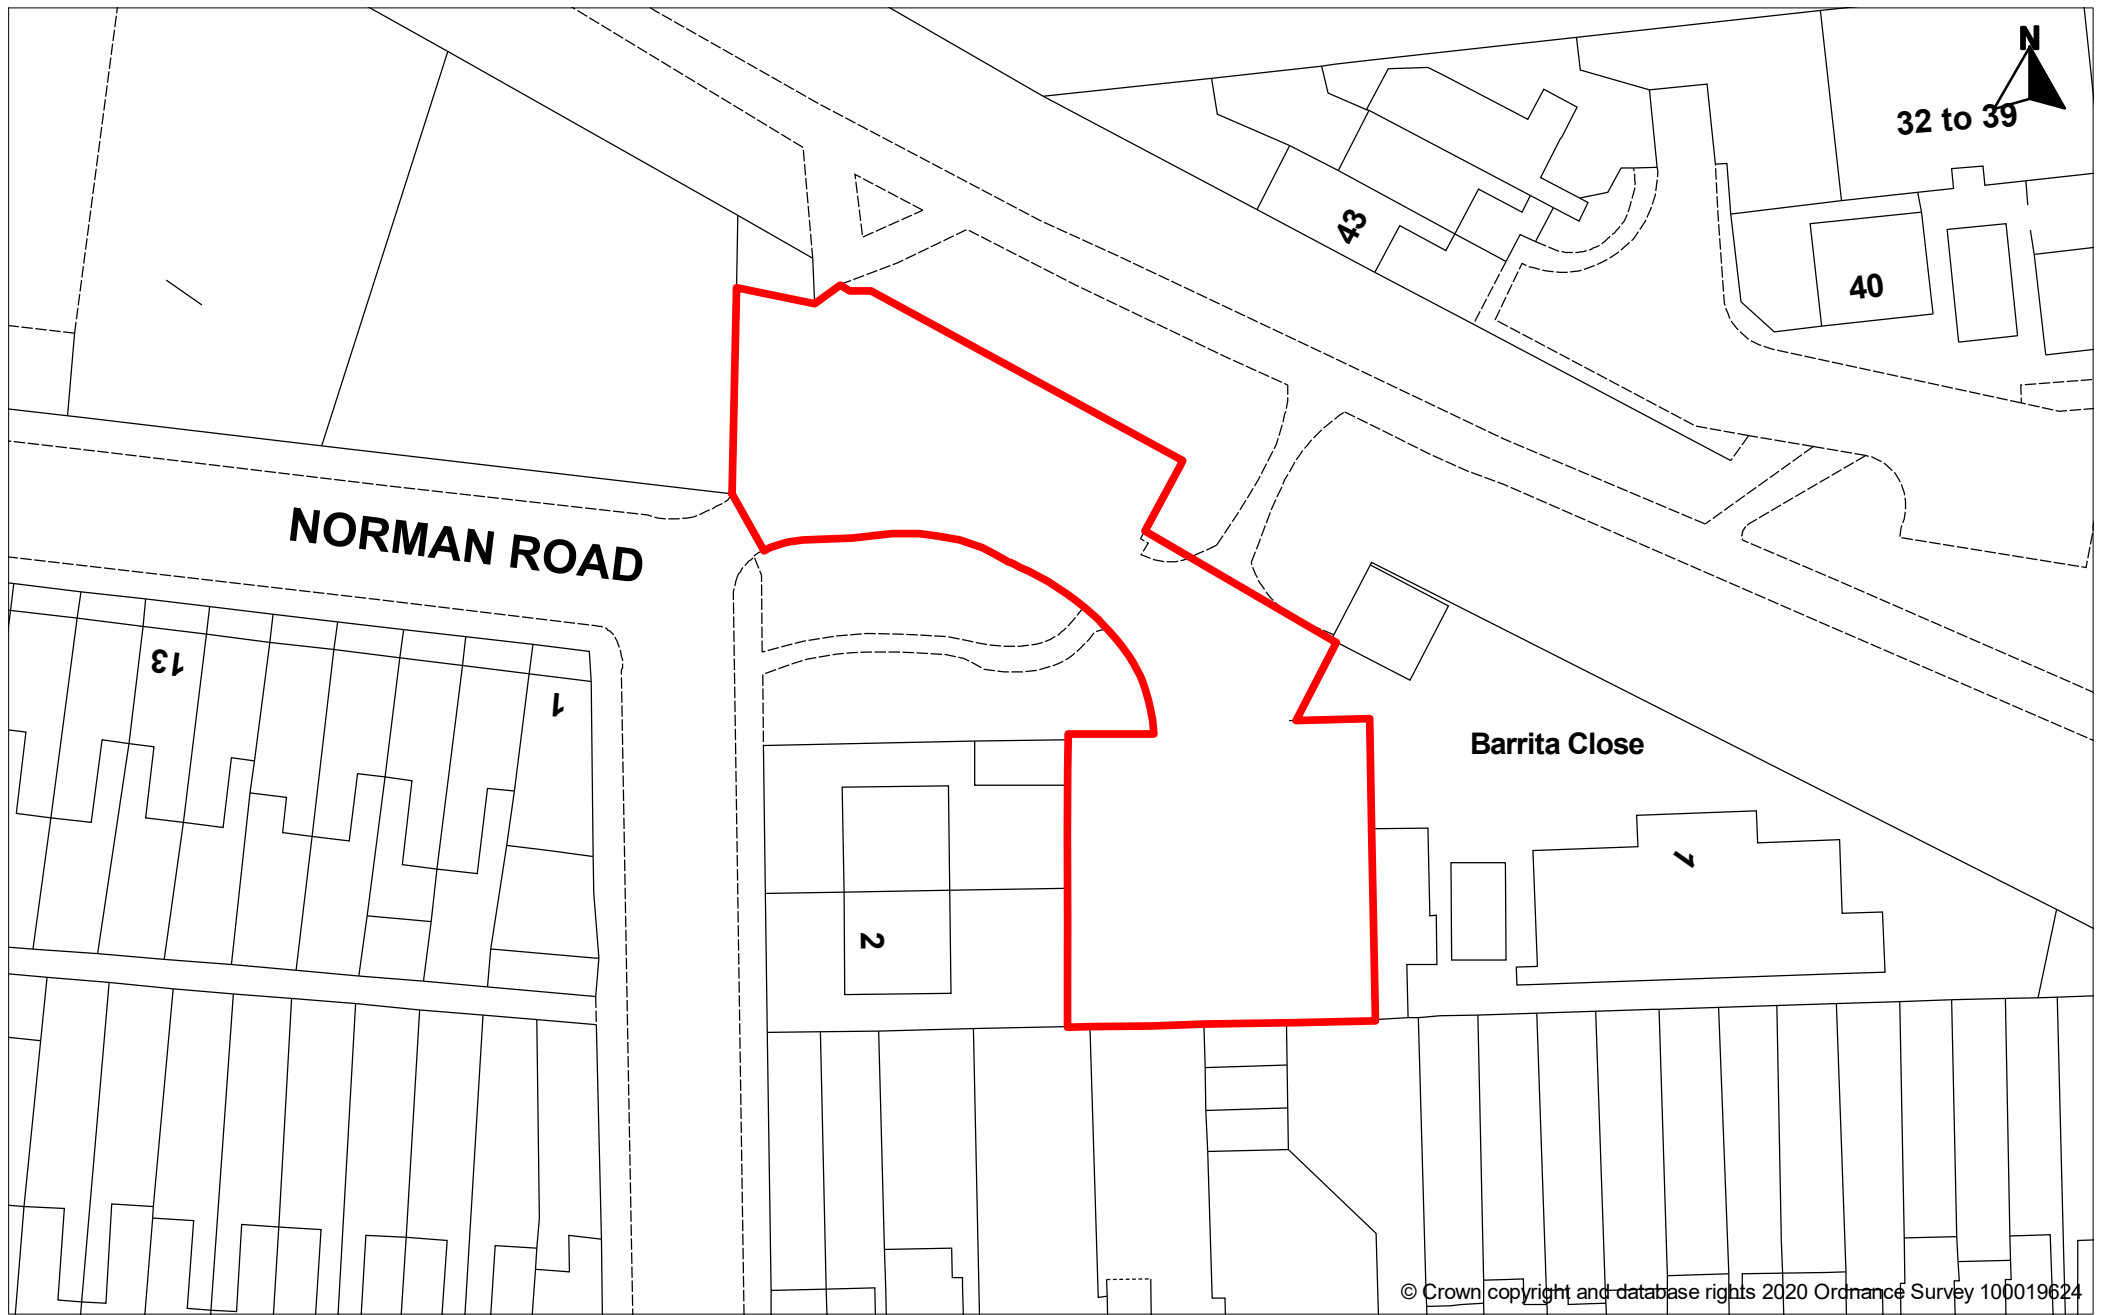 N
32 to 39
43
40
NORMAN ROAD
13
1
Barrita Close
1
2
© Crown copyright and database rights 2020 Ordnance Survey 100019624